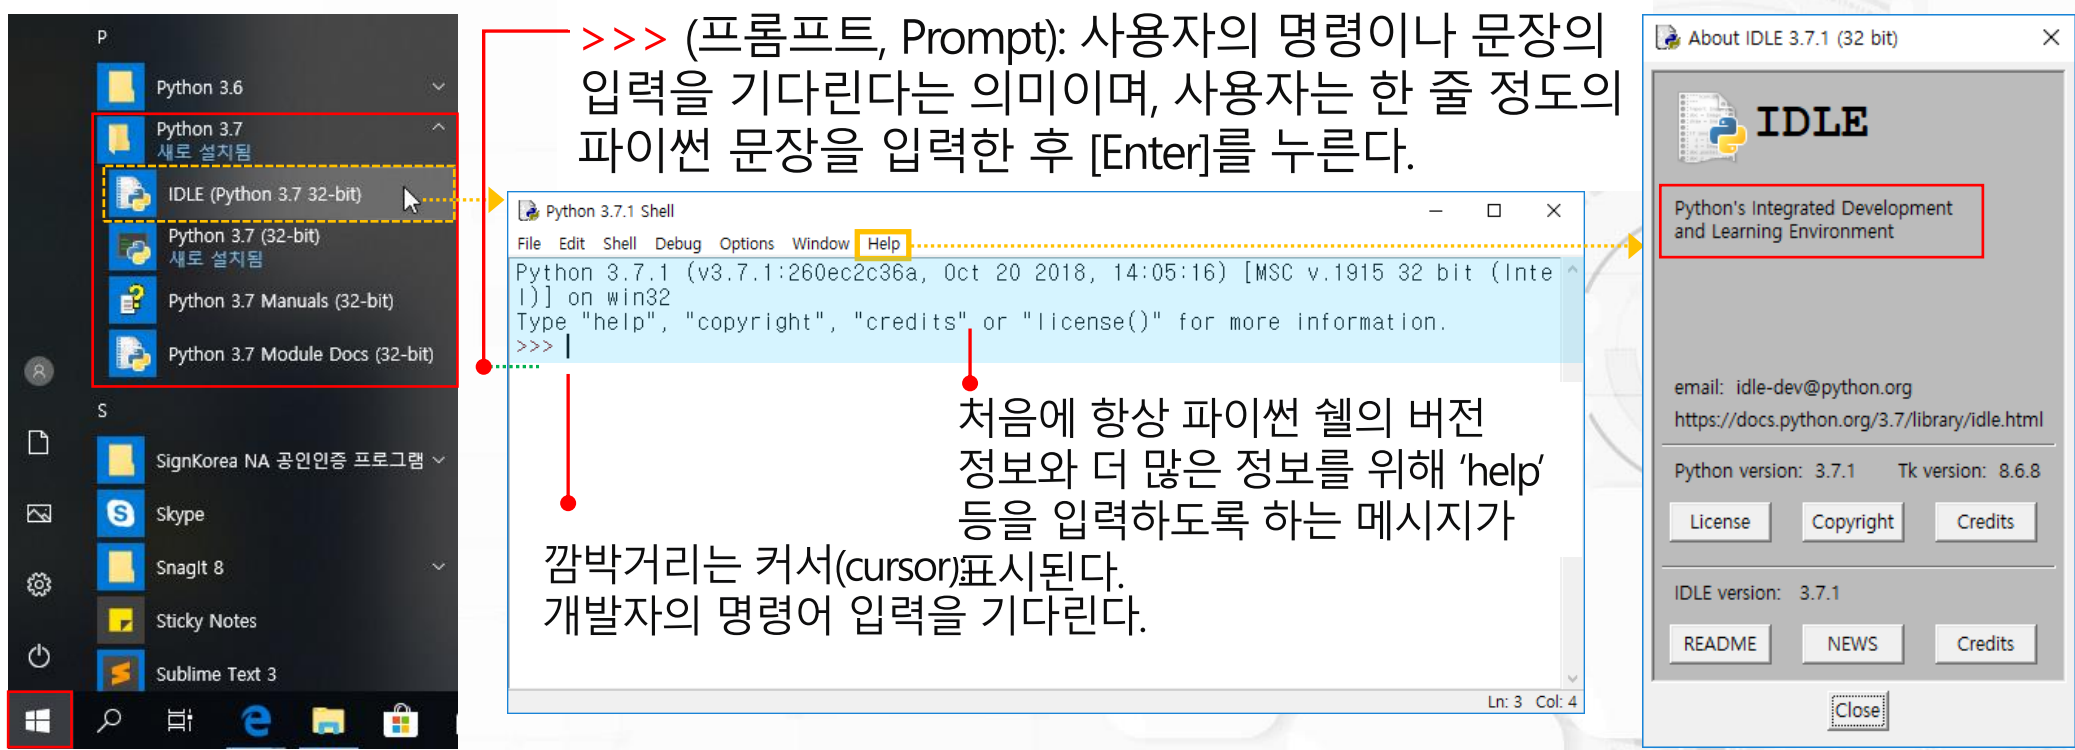 P
Python 3.6
Python 3.7
새로 설치됨
IDLE (Python 3.7 32-bit)
Python 3.7 (32-bit)
새로 설치됨
Python 3.7 Manuals (32-bit)
Python 3.7 Module Docs (32-bit)
S
SignKorea NA 공인인증 프로그램
Skype
SnagIt 8
Sticky Notes
Sublime Text 3
>>> (프롬프트, Prompt): 사용자의 명령이나 문장의
입력을 기다린다는 의미이며, 사용자는 한 줄 정도의
파이썬 문장을 입력한 후 [Enter]를 누른다.
Python 3.7.1 Shell
File Edit Shell Debug Options Window Help
Python 3.7.1 (v3.7.1:260ec2c36a, Oct 20 2018, 14:05:16) [MSC v.1915 32 bit (Inte
l)] on win32
Type "help", "copyright", "credits" or "license()" for more information.
>>>
처음에 항상 파이썬 쉘의 버전
정보와 더 많은 정보를 위해 ‘help’
등을 입력하도록 하는 메시지가
표시된다.
깜박거리는 커서(cursor):
개발자의 명령어 입력을 기다린다.
Ln: 3 Col: 4
About IDLE 3.7.1 (32 bit)
IDLE
Python's Integrated Development
and Learning Environment
email: idle-dev@python.org
https://docs.python.org/3.7/library/idle.html
Python version: 3.7.1 Tk version: 8.6.8
License Copyright Credits
IDLE version: 3.7.1
README NEWS Credits
Close